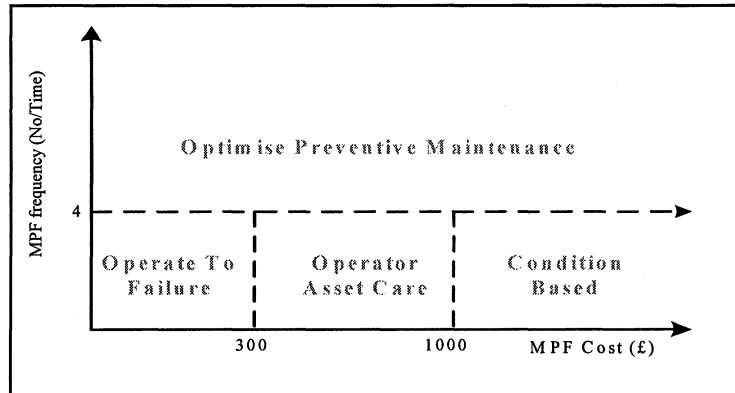 MPF frequency (No/Time)
Optimise Preventive Maintenance
4
Operate To
Failure
Operator
Asset Care
Condition
Based
300
1000
MPF Cost (£)